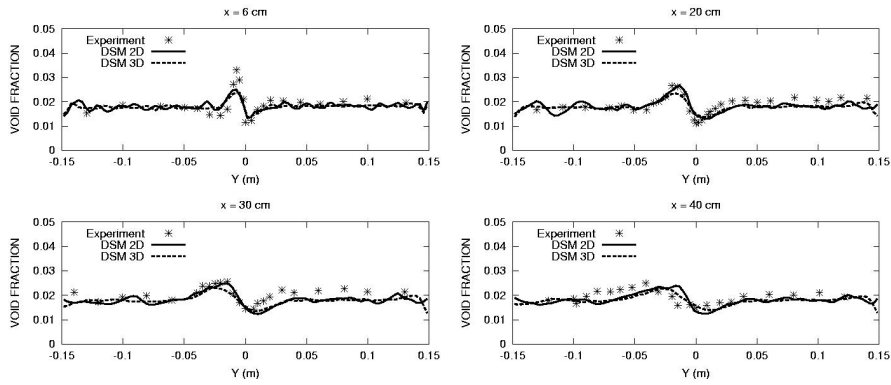 x = 6 cm
0.05
0.04
0.03
0.02
0.01
0
VOID FRACTION
Experiment
DSM 2D
DSM 3D
-0.15
-0.1
-0.05
0
0.05
0.1
0.15
Y (m)
x = 20 cm
0.05
0.04
0.03
0.02
0.01
0
VOID FRACTION
Experiment
DSM 2D
DSM 3D
-0.15
-0.1
-0.05
0
0.05
0.1
0.15
Y (m)
x = 30 cm
0.05
0.04
0.03
0.02
0.01
0
VOID FRACTION
Experiment
DSM 2D
DSM 3D
-0.15
-0.1
-0.05
0
0.05
0.1
0.15
Y (m)
x = 40 cm
0.05
0.04
0.03
0.02
0.01
0
VOID FRACTION
Experiment
DSM 2D
DSM 3D
-0.15
-0.1
-0.05
0
0.05
0.1
0.15
Y (m)